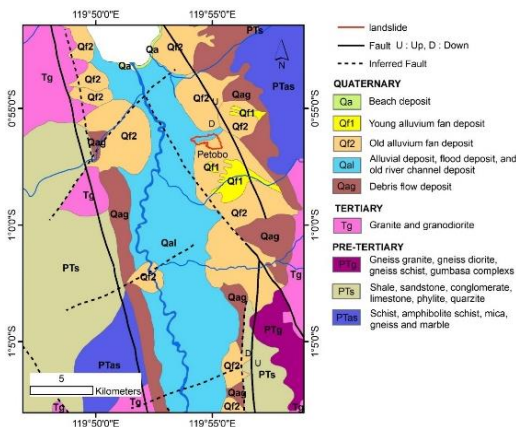 119°50'0"E 119°55'0"E
PTs
Qf2
Qa
Qa
Tg
Qf2
N
Qf2
PTas
Qag
Qf2
U
Qf1
D
Qf2
0°55'0"S
Qf2
Qag
Petobo
Qf1
Qf1
Tg
Qf2
1°0'0"S
Qag
Qag
Qal
PTs
Tg
Qf2
Qag
PTg
1°50'0"S
D
U
Qf2
PTas
PTs
5
Kilometers
Qag
Qf2
Tg
119°50'0"E 119°55'0"E
landslide
Fault U : Up, D : Down
Inferred Fault
QUATERNARY
Qa Beach deposit
Qf1 Young alluvium fan deposit
Qf2 Old alluvium fan deposit
Qal Alluvial deposit, flood deposit, and
old river channel deposit
Qag Debris flow deposit
TERTIARY
Tg Granite and granodiorite
PRE-TERTIARY
PTg Gneiss granite, gneiss diorite,
gneiss schist, gumbasa complexs
PTs Shale, sandstone, conglomerate,
limestone, phylite, quarzite
PTas Schist, amphibolite schist, mica,
gneiss and marble